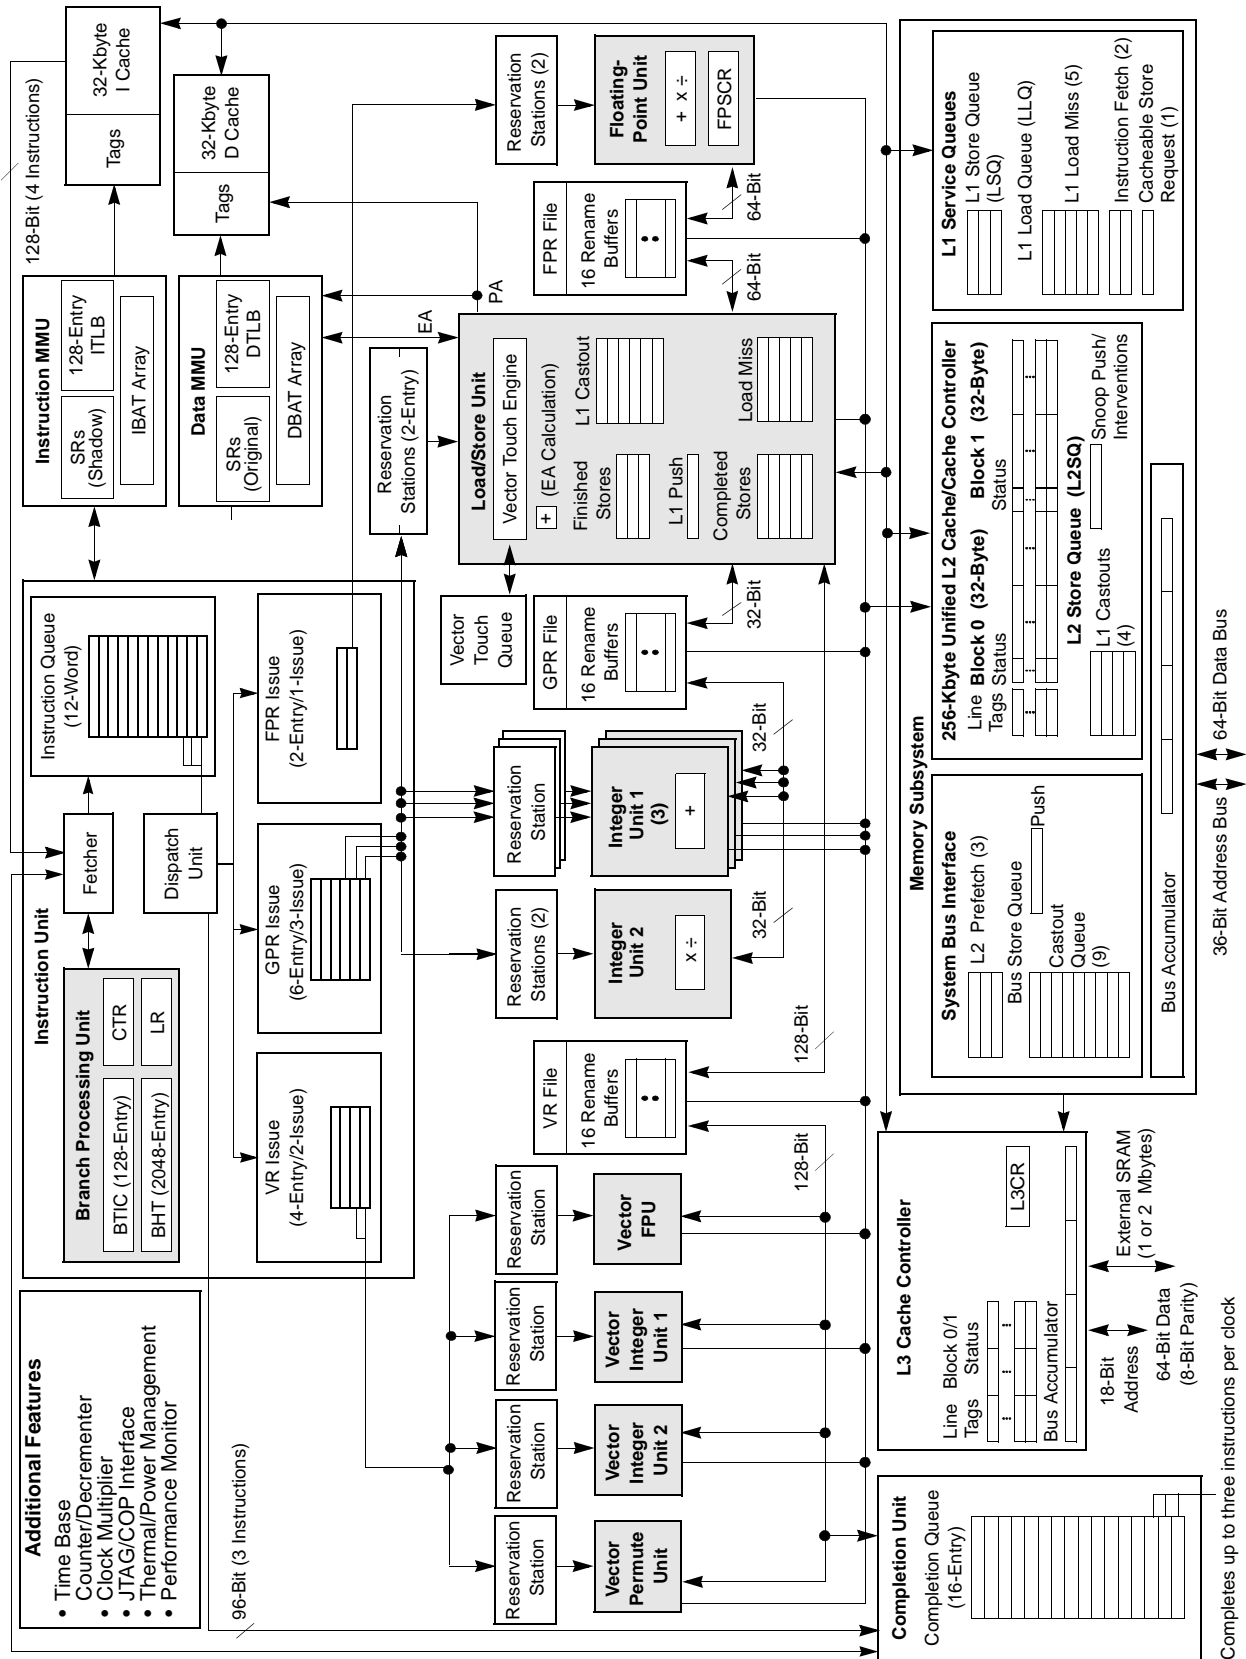 Additional Features
• Time Base
Counter/Decrementer
• Clock Multiplier
• JTAG/COP Interface
• Thermal/Power Management
• Performance Monitor
96-Bit (3 Instructions)
Instruction Unit
Branch Processing Unit
BTIC (128-Entry)
CTR
BHT (2048-Entry)
LR
Fetcher
Dispatch
Unit
Instruction Queue
(12-Word)
VR Issue
(4-Entry/2-Issue)
GPR Issue
(6-Entry/3-Issue)
FPR Issue
(2-Entry/1-Issue)
128-Bit (4 Instructions)
Instruction MMU
SRs
(Shadow)
128-Entry
ITLB
IBAT Array
Tags
32-Kbyte
I Cache
Data MMU
SRs
(Original)
128-Entry
DTLB
DBAT Array
Tags
32-Kbyte
D Cache
EA
PA
Reservation
Station
Reservation
Station
Reservation
Station
Reservation
Station
Vector
Permute
Unit
Vector
Integer
Unit 2
Vector
Integer
Unit 1
Vector
FPU
128-Bit
VR File
16 Rename
Buffers
128-Bit
Reservation
Stations (2)
Integer
Unit 2
x ÷
32-Bit
Reservation
Station
Integer
Unit 1
(3)
+
32-Bit
Vector
Touch
Queue
GPR File
16 Rename
Buffers
32-Bit
Reservation
Stations (2-Entry)
Load/Store Unit
Vector Touch Engine
+
(EA Calculation)
Finished
Stores
L1 Castout
L1 Push
Completed
Stores
Load Miss
FPR File
16 Rename
Buffers
64-Bit
64-Bit
Reservation
Stations (2)
Floating-
Point Unit
+ x ÷
FPSCR
Completion Unit
Completion Queue
(16-Entry)
Completes up to three instructions per clock
L3 Cache Controller
Line
Tags
Block 0/1
Status
L3CR
Bus Accumulator
18-Bit
Address
64-Bit Data
(8-Bit Parity)
External SRAM
(1 or 2 Mbytes)
Memory Subsystem
System Bus Interface
L2 Prefetch (3)
Bus Store Queue
Push
Castout
Queue
(9)
256-Kbyte Unified L2 Cache/Cache Controller
Line
Tags
Block 0 (32-Byte)
Status
Block 1 (32-Byte)
Status
L2 Store Queue (L2SQ)
L1 Castouts
(4)
Snoop Push/
Interventions
L1 Service Queues
L1 Store Queue
(LSQ)
L1 Load Queue (LLQ)
L1 Load Miss (5)
Instruction Fetch (2)
Cacheable Store
Request (1)
Bus Accumulator
36-Bit Address Bus
64-Bit Data Bus